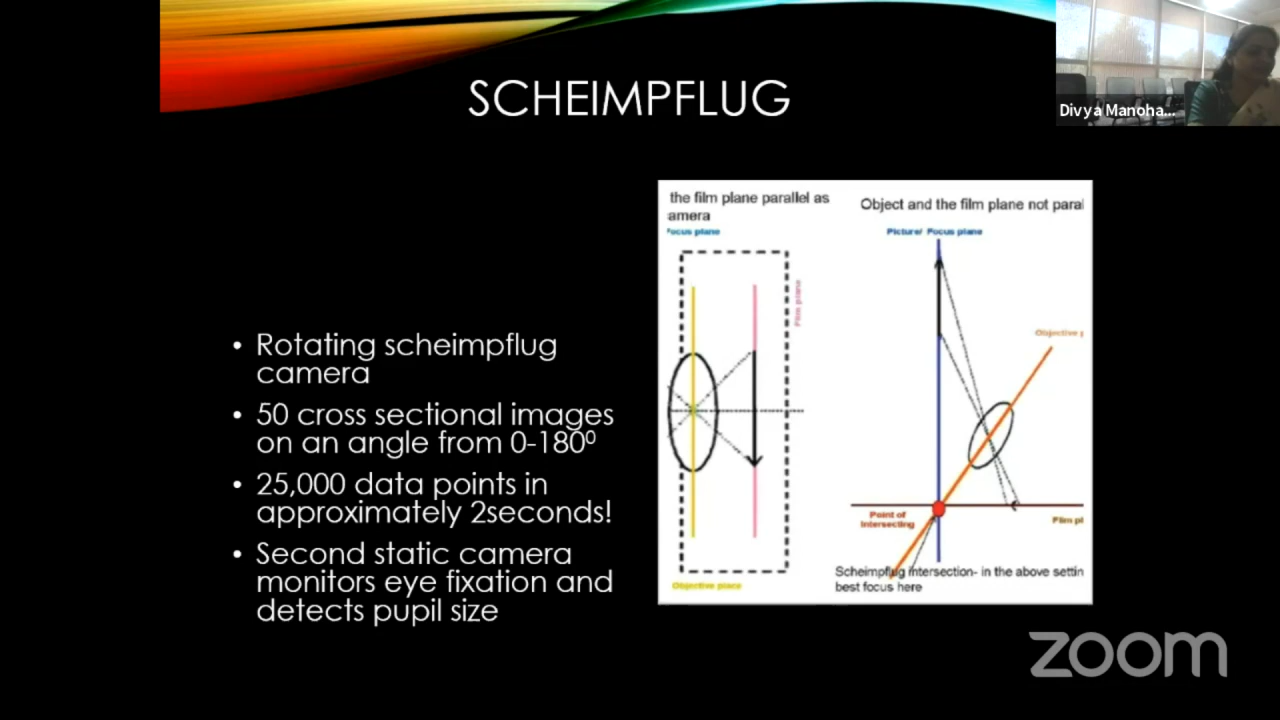 SCHEIMPFLUG
Divya Manoha...
• Rotating scheimpflug
camera
• 50 cross sectional images
on an angle from 0-180⁰
• 25,000 data points in
approximately 2seconds!
• Second static camera
monitors eye fixation and
detects pupil size
the film plane parallel as
amera
Focus plane
Film plane
Objective place
Object and the film plane not paral
Picture/ Focus plane
Objective p
Point of
Intersecting
Film pl
Scheimpflug intersection- in the above settin
best focus here
zoom